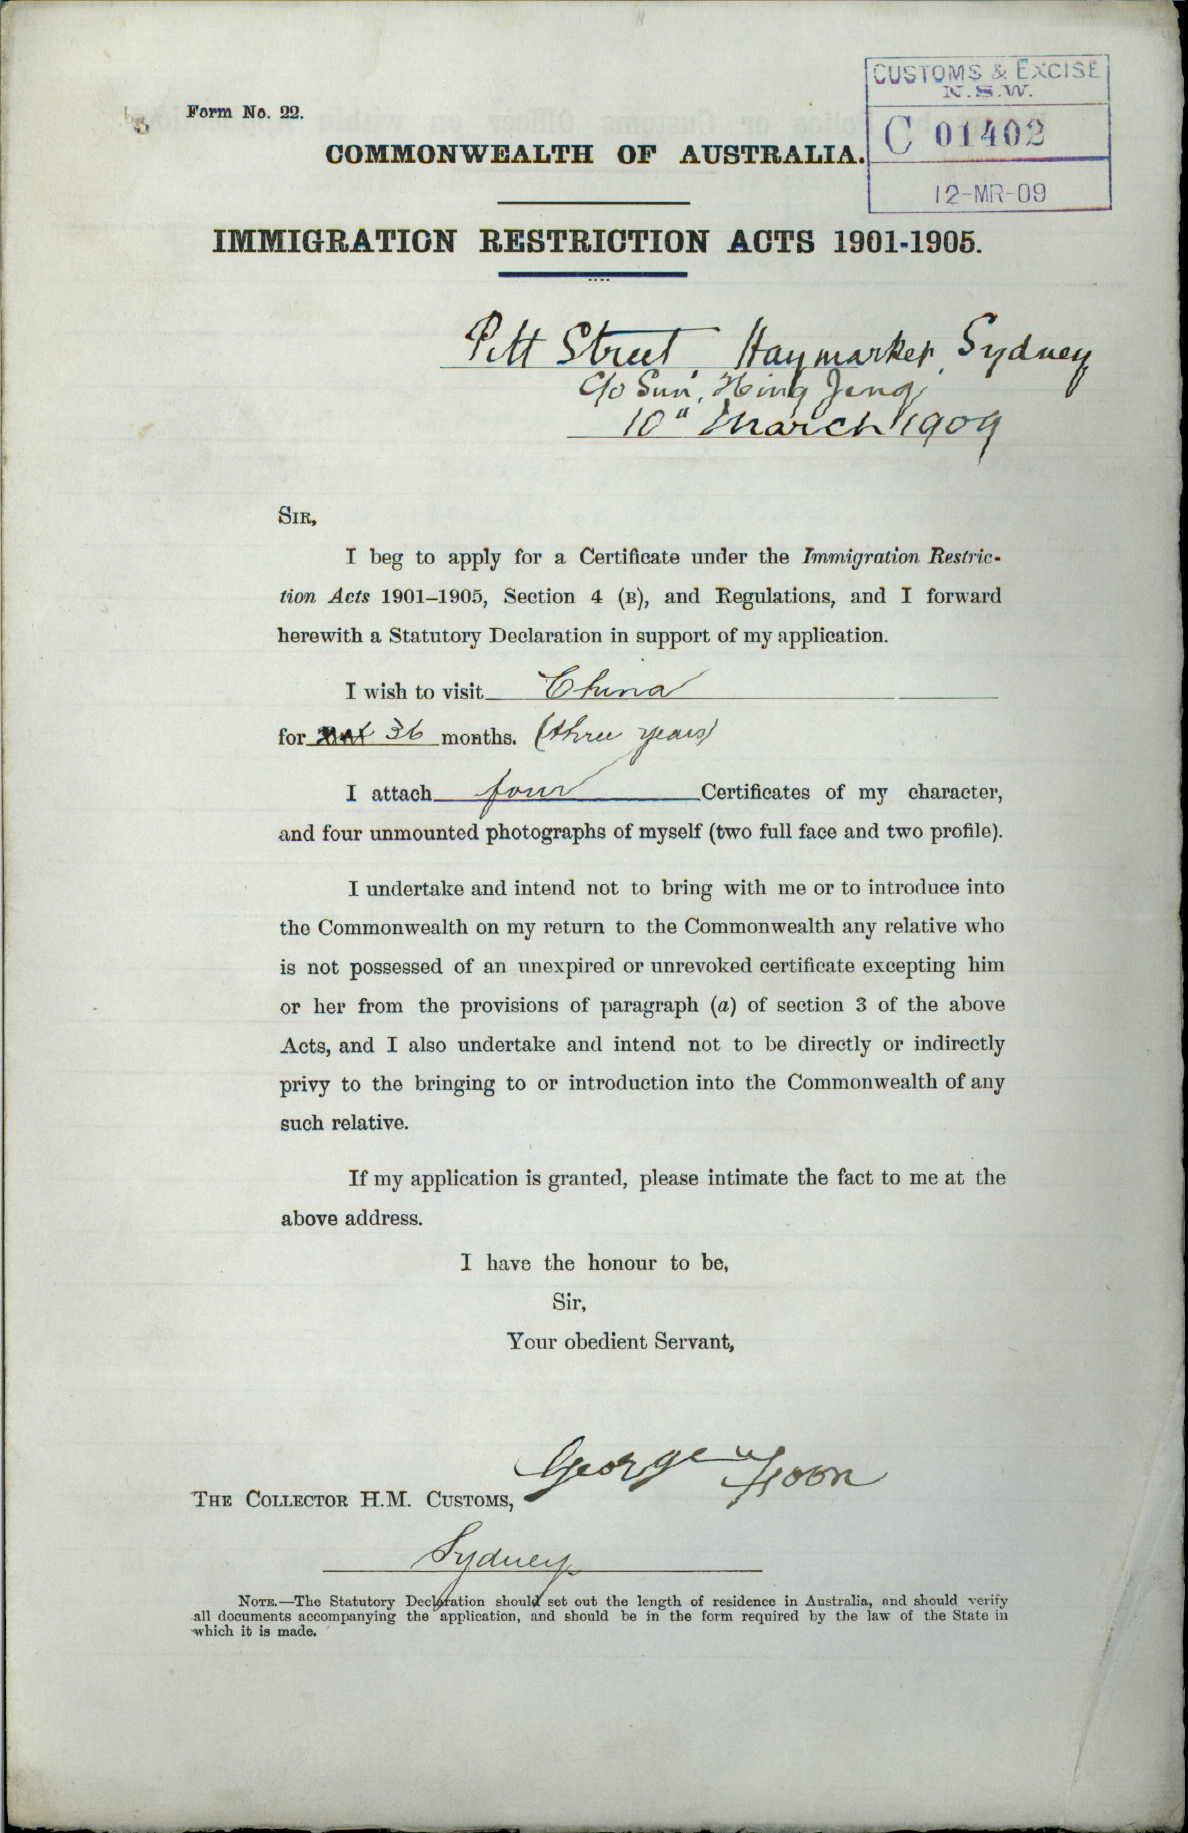 Form No. 22.
CUSTOMS & EXCISE
N.S.W.
C 01402
12-MR-09
COMMONWEALTH OF AUSTRALIA.
IMMIGRATION RESTRICTION ACTS 1901-1905.
Pitt Street, Haymarket, Sydney
C/o Sun, Hing Jang
10" March 1909
SIR,
I beg to apply for a Certificate under the Immigration Restric-
tion Acts 1901–1905, Section 4 (B), and Regulations, and I forward
herewith a Statutory Declaration in support of my application.
I wish to visit China
for 36 months. (three years)
I attach four Certificates of my character,
and four unmounted photographs of myself (two full face and two profile).
I undertake and intend not to bring with me or to introduce into
the Commonwealth on my return to the Commonwealth any relative who
is not possessed of an unexpired or unrevoked certificate excepting him
or her from the provisions of paragraph (a) of section 3 of the above
Acts, and I also undertake and intend not to be directly or indirectly
privy to the bringing to or introduction into the Commonwealth of any
such relative.
If my application is granted, please intimate the fact to me at the
above address.
I have the honour to be,
Sir,
Your obedient Servant,
George Hoon
THE COLLECTOR H.M. CUSTOMS,
Sydney
NOTE.—The Statutory Declaration should set out the length of residence in Australia, and should verify
all documents accompanying the application, and should be in the form required by the law of the State in
which it is made.